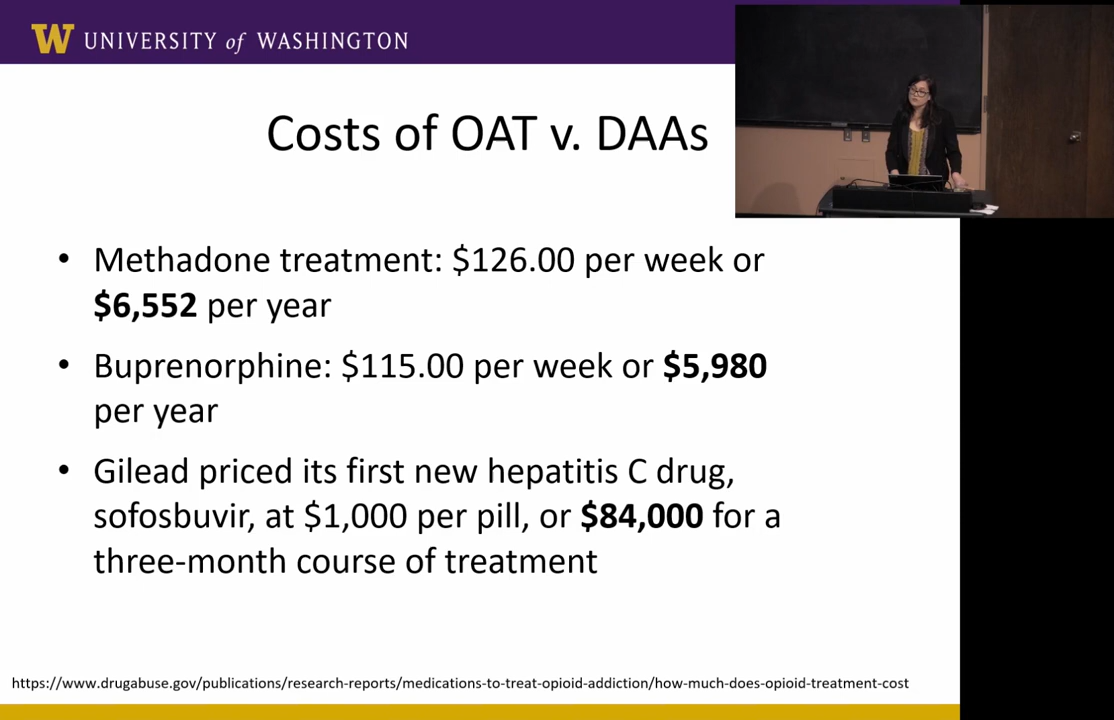 W UNIVERSITY of WASHINGTON
Costs of OAT v. DAAs
• Methadone treatment: $126.00 per week or
$6,552 per year
• Buprenorphine: $115.00 per week or $5,980
per year
• Gilead priced its first new hepatitis C drug,
sofosbuvir, at $1,000 per pill, or $84,000 for a
three-month course of treatment
https://www.drugabuse.gov/publications/research-reports/medications-to-treat-opioid-addiction/how-much-does-opioid-treatment-cost